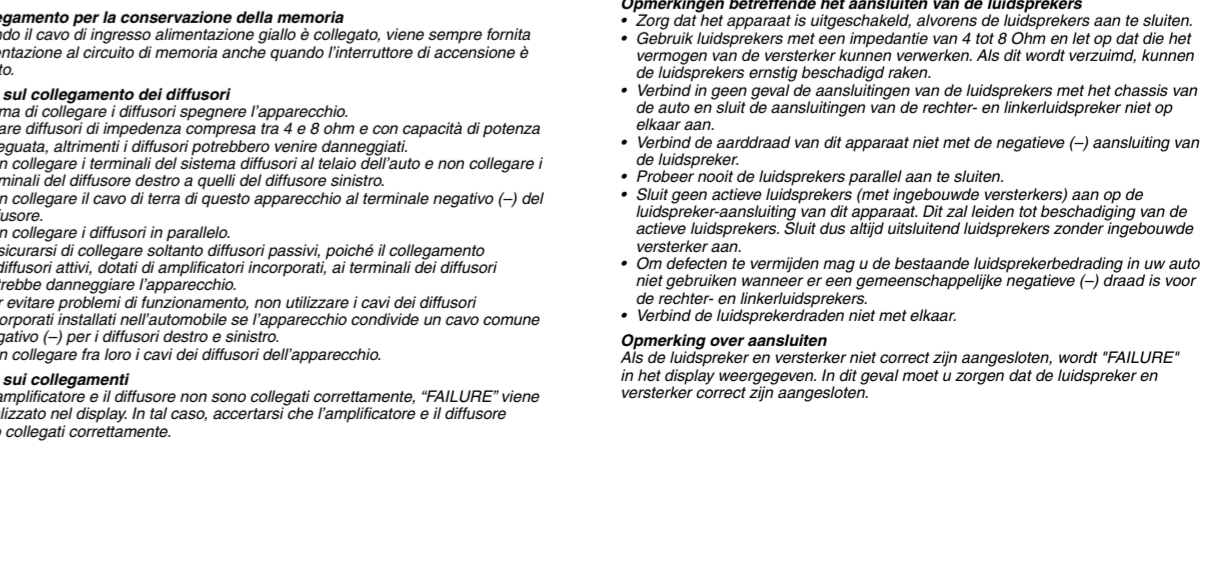 per la conservazione della memoria
il cavo di ingresso alimentazione giallo è collegato, viene sempre fornita
al circuito di memoria anche quando l'interruttore di accensione è
sul collegamento dei diffusori
di collegare i diffusori spegnere l'apparecchio.
diffusori di impedenza compresa tra 4 e 8 ohm e con capacità di potenza
altrimenti i diffusori potrebbero venire danneggiati.
collegare i terminali del sistema diffusori al telaio dell'auto e non collegare i
del diffusore destro a quelli del diffusore sinistro.
collegare il cavo di terra di questo apparecchio al terminale negativo (–) del
collegare i diffusori in parallelo.
di collegare soltanto diffusori passivi, poiché il collegamento
attivi, dotati di amplificatori incorporati, ai terminali dei diffusori
danneggiare l'apparecchio.
evitare problemi di funzionamento, non utilizzare i cavi dei diffusori
installati nell'automobile se l'apparecchio condivide un cavo comune
(–) per i diffusori destro e sinistro.
collegare fra loro i cavi dei diffusori dell'apparecchio.
sui collegamenti
e il diffusore non sono collegati correttamente, “FAILURE” viene
nel display. In tal caso, accertarsi che l'amplificatore e il diffusore
collegati correttamente.
Opmerkingen betreffende het aansluiten van de luidsprekers
• Zorg dat het apparaat is uitgeschakeld, alvorens de luidsprekers aan te sluiten.
• Gebruik luidsprekers met een impedantie van 4 tot 8 Ohm en let op dat die het
vermogen van de versterker kunnen verwerken. Als dit wordt verzuimd, kunnen
de luidsprekers ernstig beschadigd raken.
• Verbind in geen geval de aansluitingen van de luidsprekers met het chassis van
de auto en sluit de aansluitingen van de rechter- en linkerluidspreker niet op
elkaar aan.
• Verbind de aarddraad van dit apparaat niet met de negatieve (–) aansluiting van
de luidspreker.
• Probeer nooit de luidsprekers parallel aan te sluiten.
• Sluit geen actieve luidsprekers (met ingebouwde versterkers) aan op de
luidspreker-aansluiting van dit apparaat. Dit zal leiden tot beschadiging van de
actieve luidsprekers. Sluit dus altijd uitsluitend luidsprekers zonder ingebouwde
versterker aan.
• Om defecten te vermijden mag u de bestaande luidsprekerbedrading in uw auto
niet gebruiken wanneer er een gemeenschappelijke negatieve (–) draad is voor
de rechter- en linkerluidsprekers.
• Verbind de luidsprekerdraden niet met elkaar.
Opmerking over aansluiten
Als de luidspreker en versterker niet correct zijn aangesloten, wordt "FAILURE"
in het display weergegeven. In dit geval moet u zorgen dat de luidspreker en
versterker correct zijn aangesloten.